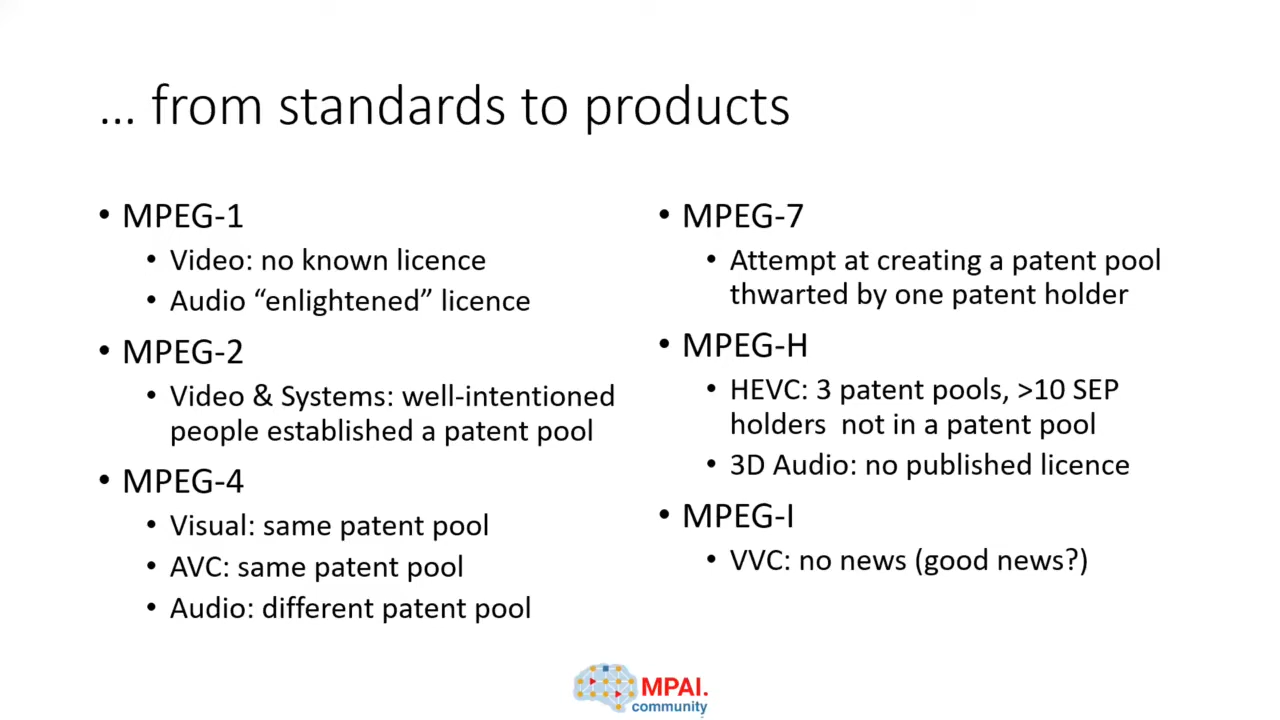 ... from standards to products
• MPEG-1
• Video: no known licence
• Audio “enlightened” licence
• MPEG-2
• Video & Systems: well-intentioned
people established a patent pool
• MPEG-4
• Visual: same patent pool
• AVC: same patent pool
• Audio: different patent pool
• MPEG-7
• Attempt at creating a patent pool
thwarted by one patent holder
• MPEG-H
• HEVC: 3 patent pools, >10 SEP
holders  not in a patent pool
• 3D Audio: no published licence
• MPEG-I
• VVC: no news (good news?)
MPAI.
community